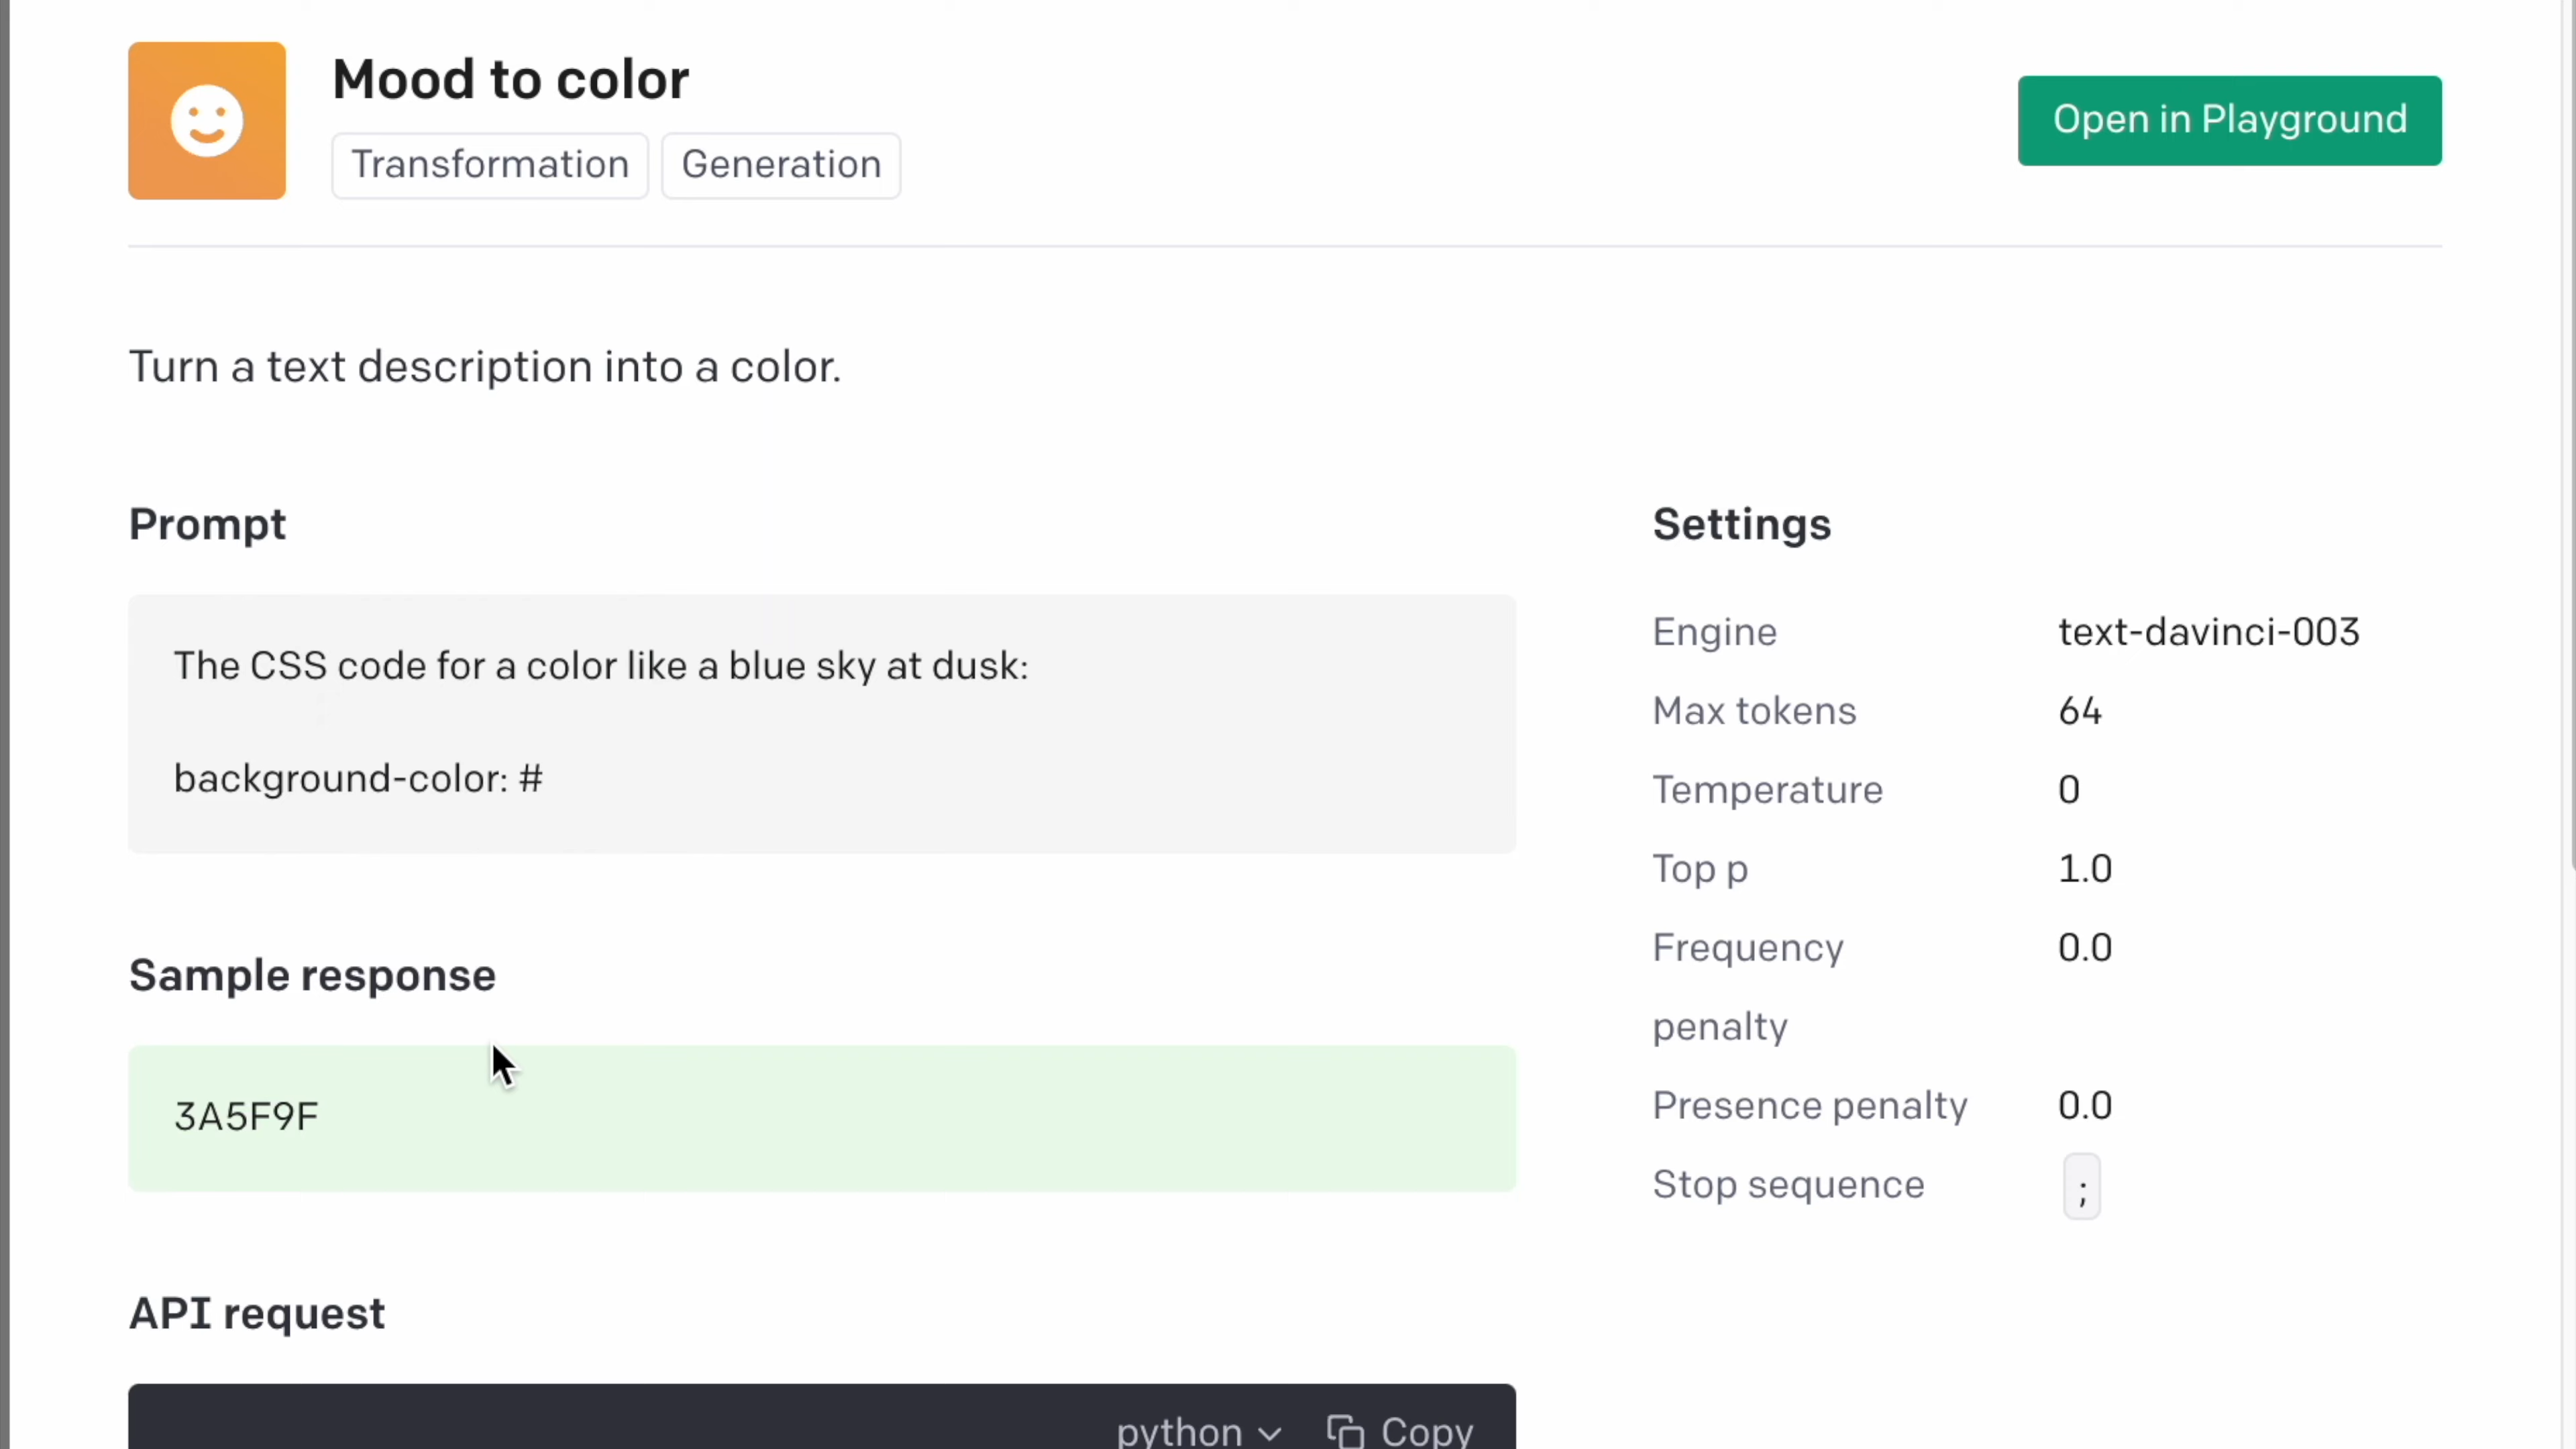 Mood to color
Transformation Generation
Open in Playground
Turn a text description into a color.
Prompt
The CSS code for a color like a blue sky at dusk:
background-color: #
Sample response
3A5F9F
API request
python Copy
Settings
Engine text-davinci-003
Max tokens 64
Temperature 0
Top p 1.0
Frequency 0.0
penalty
Presence penalty 0.0
Stop sequence ;